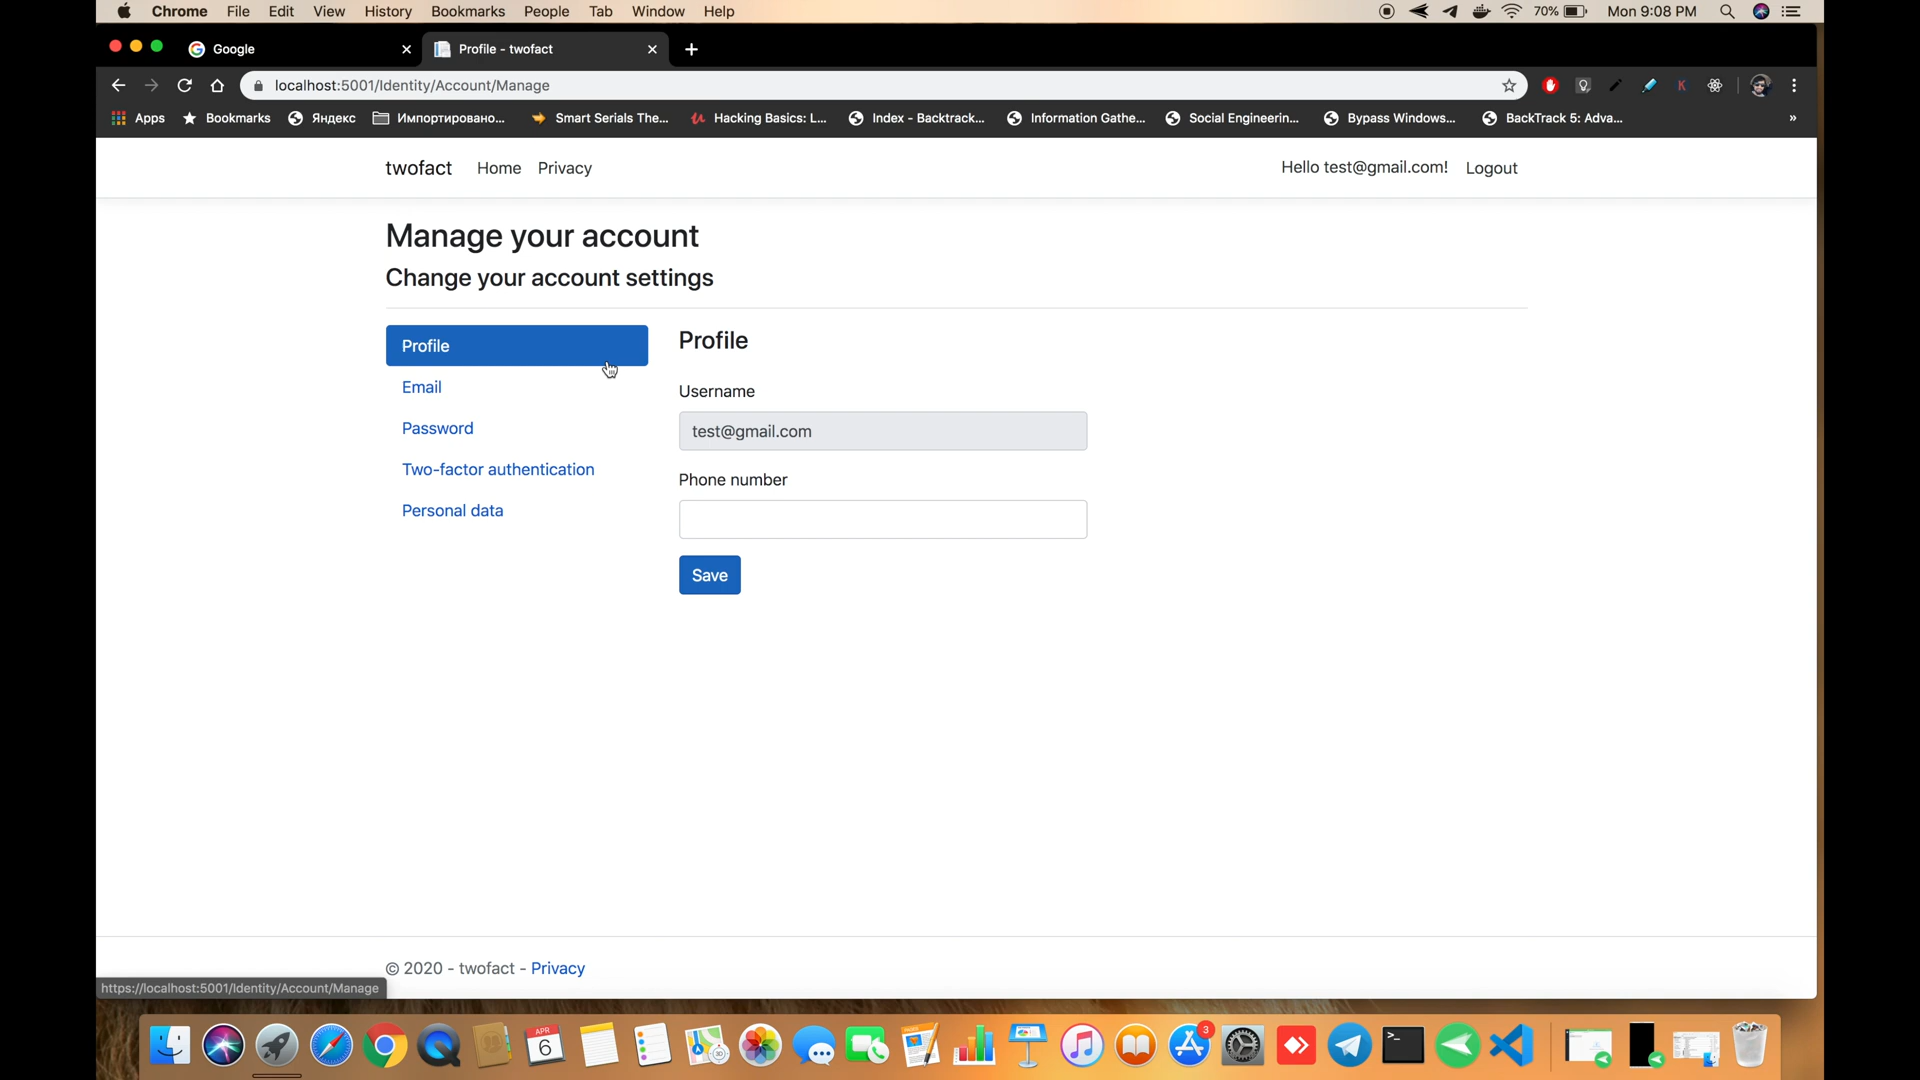 Chrome File Edit View History Bookmarks People Tab Window Help 70% Mon 9:08 PM
Google Profile - twofact
localhost:5001/Identity/Account/Manage
Apps Bookmarks Яндекс Импортировано... Smart Serials The... Hacking Basics: L... Index - Backtrack... Information Gathe... Social Engineerin... Bypass Windows... BackTrack 5: Adva... »
twofact Home Privacy Hello test@gmail.com! Logout
Manage your account
Change your account settings
Profile
Email
Password
Two-factor authentication
Personal data
Profile
Username
test@gmail.com
Phone number
Save
© 2020 - twofact - Privacy
https://localhost:5001/Identity/Account/Manage
APR
6
3